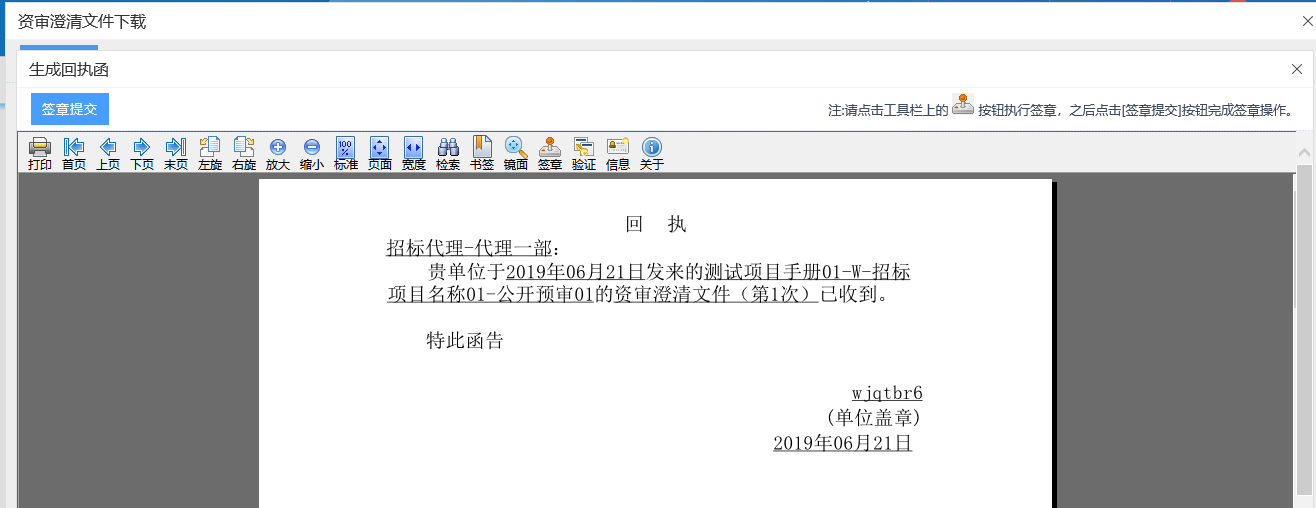 资审澄清文件下载
生成回执函
签章提交
注:请点击工具栏上的 按钮执行签章，之后点击[签章提交]按钮完成签章操作。
100 %
打印 首页 上页 下页 末页 左旋 右旋 放大 缩小 标准 页面 宽度 检索 书签 镜面 签章 验证 信息 关于
回 执
招标代理-代理一部:
贵单位于2019年06月21日发来的测试项目手册01-W-招标
项目名称01-公开预审01的资审澄清文件（第1次）已收到。
特此函告
wjqtbr6
(单位盖章)
2019年06月21日